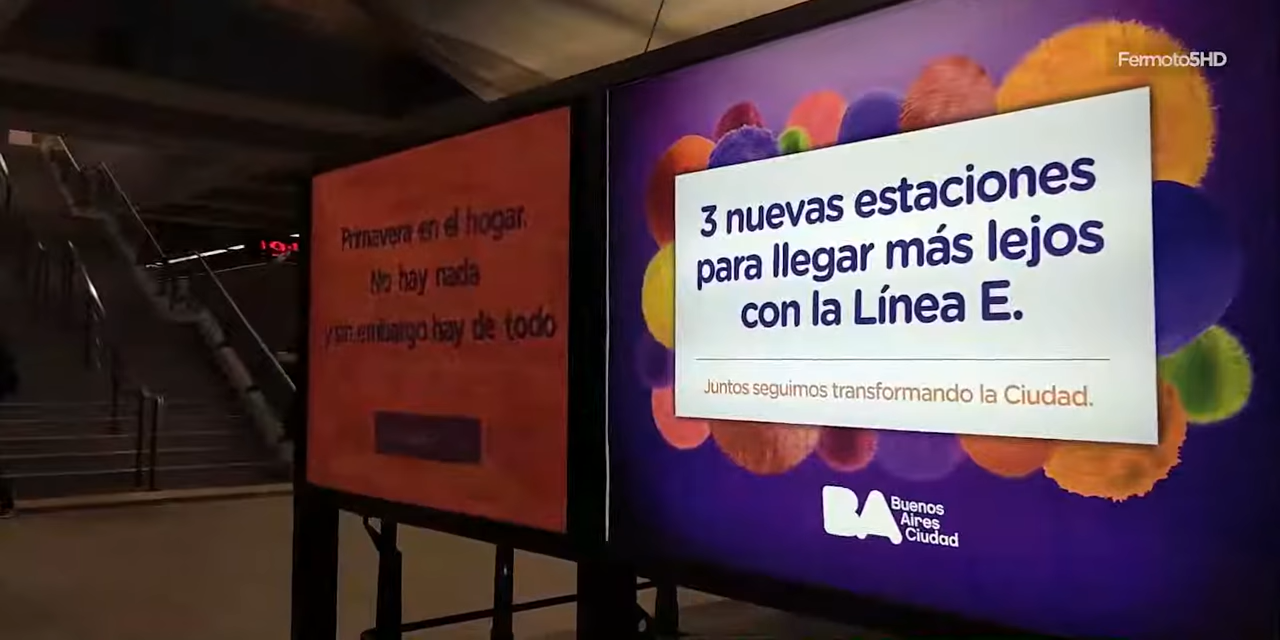 Fermoto5HD
Primavera en el hogar.
No hay nada
y sin embargo hay de todo
3 nuevas estaciones
para llegar más lejos
con la Línea E.
Juntos seguimos transformando la Ciudad.
BA
Buenos
Aires
Ciudad